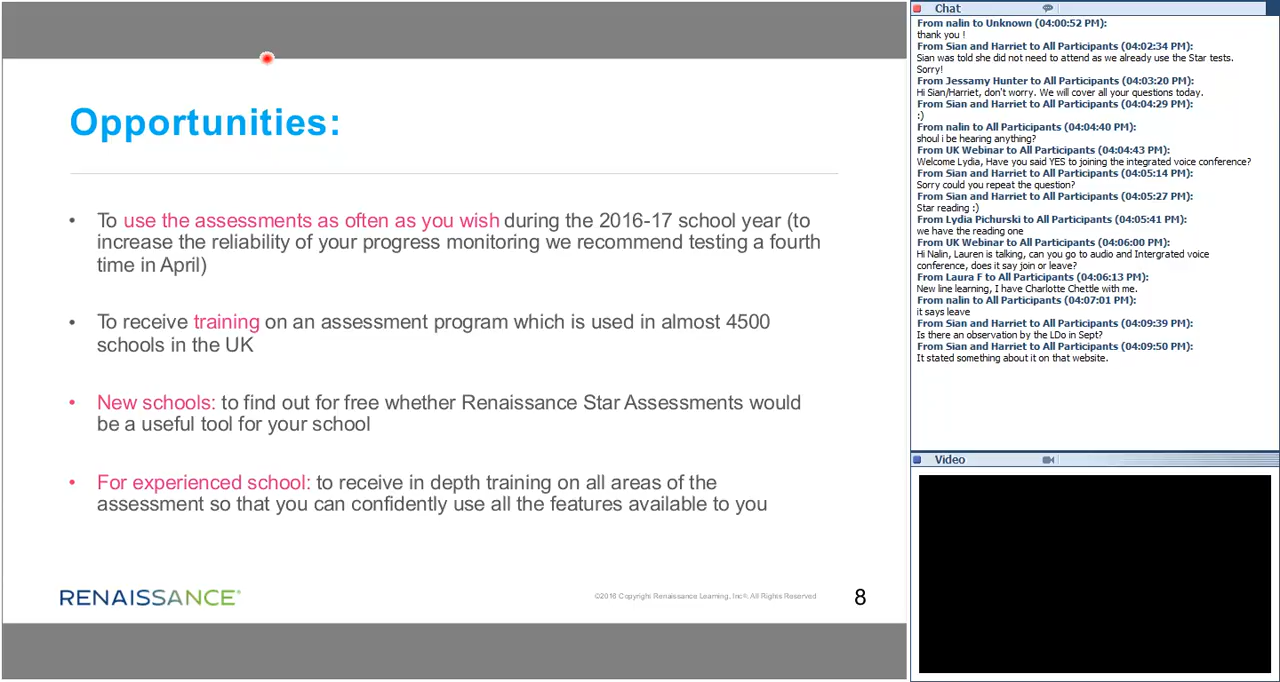 Opportunities:
• To use the assessments as often as you wish during the 2016-17 school year (to
increase the reliability of your progress monitoring we recommend testing a fourth
time in April)
• To receive training on an assessment program which is used in almost 4500
schools in the UK
• New schools: to find out for free whether Renaissance Star Assessments would
be a useful tool for your school
• For experienced school: to receive in depth training on all areas of the
assessment so that you can confidently use all the features available to you
RENAISSANCE®
©2016 Copyright Renaissance Learning, Inc®. All Rights Reserved
8
Chat
From nalin to Unknown (04:00:52 PM):
thank you !
From Sian and Harriet to All Participants (04:02:34 PM):
Sian was told she did not need to attend as we already use the Star tests.
Sorry!
From Jessamy Hunter to All Participants (04:03:20 PM):
Hi Sian/Harriet, don't worry. We will cover all your questions today.
From Sian and Harriet to All Participants (04:04:29 PM):
:)
From nalin to All Participants (04:04:40 PM):
shoul i be hearing anything?
From UK Webinar to All Participants (04:04:43 PM):
Welcome Lydia, Have you said YES to joining the integrated voice conference?
From Sian and Harriet to All Participants (04:05:14 PM):
Sorry could you repeat the question?
From Sian and Harriet to All Participants (04:05:27 PM):
Star reading :)
From Lydia Pichurski to All Participants (04:05:41 PM):
we have the reading one
From UK Webinar to All Participants (04:06:00 PM):
Hi Nalin, Lauren is talking, can you go to audio and Intergrated voice
conference, does it say join or leave?
From Laura F to All Participants (04:06:13 PM):
New line learning, I have Charlotte Chettle with me.
From nalin to All Participants (04:07:01 PM):
it says leave
From Sian and Harriet to All Participants (04:09:39 PM):
Is there an observation by the LDo in Sept?
From Sian and Harriet to All Participants (04:09:50 PM):
It stated something about it on that website.
Video